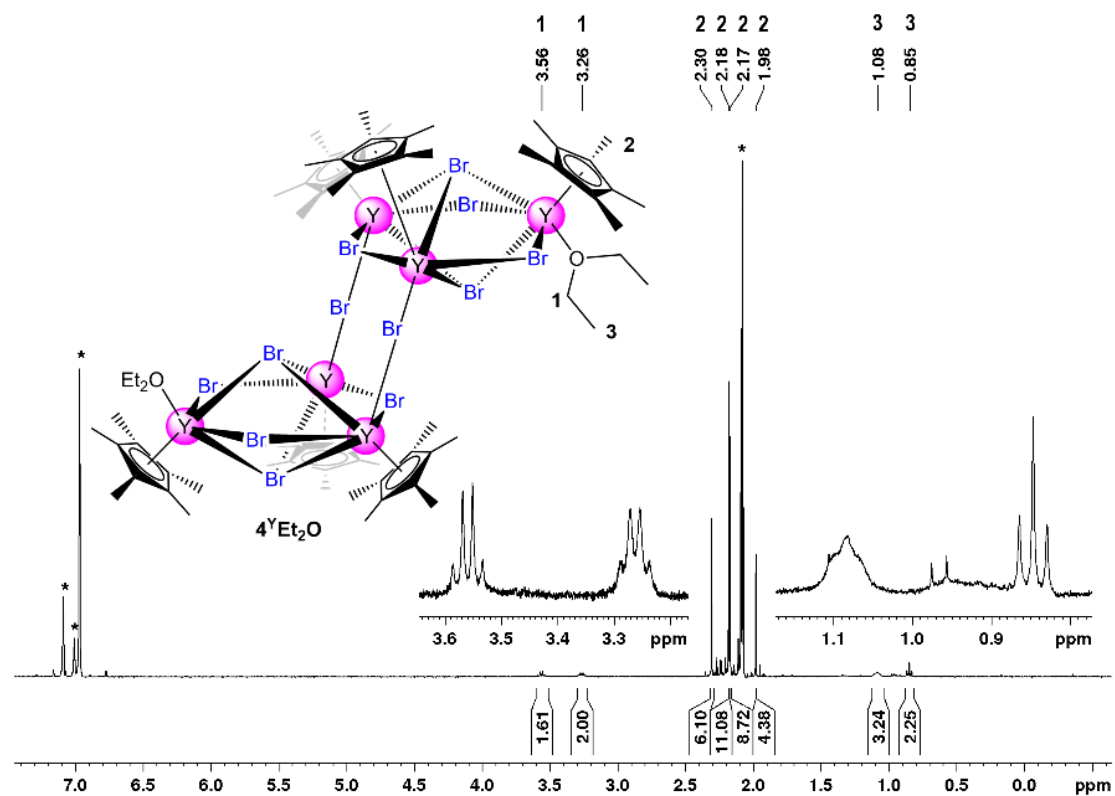 1 1 2 2 2 2 3 3
3.56 3.26 2.30 2.18 2.17 1.98 1.08 0.85
*
2
Br
Y Br Y
Br Br O
Y
Br 1
Br
Br 3
*
Br
Et₂O Br Y
Br
Y
Br Y
*
Br
4ʸEt₂O
3.6 3.5 3.4 3.3 ppm
1.1 1.0 0.9 ppm
*
1.61 2.00 6.10 11.08 8.72 4.38 3.24 2.25
7.0 6.5 6.0 5.5 5.0 4.5 4.0 3.5 3.0 2.5 2.0 1.5 1.0 0.5 0.0 ppm